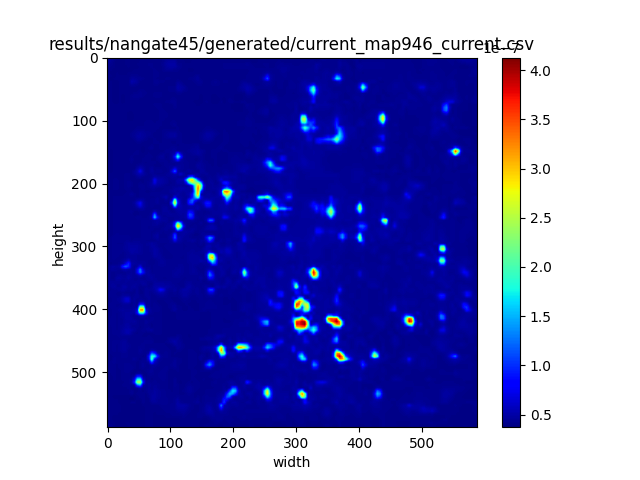 results/nangate45/generated/current_map946_current.csv
1e−7
0
100
200
300
400
500
height
0 100 200 300 400 500
width
4.0
3.5
3.0
2.5
2.0
1.5
1.0
0.5